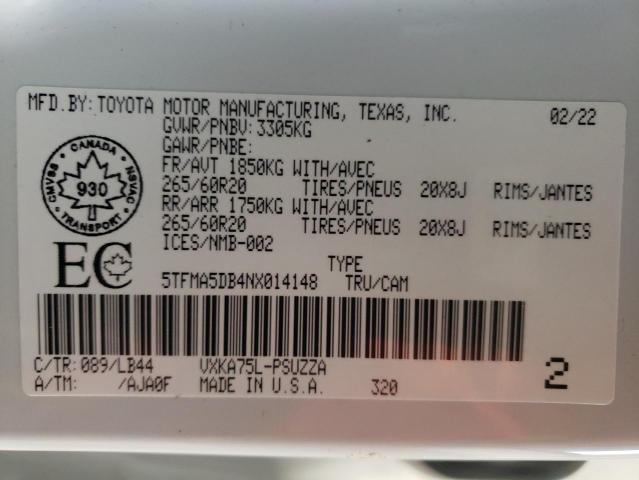 MFD.BY:TOYOTA MOTOR MANUFACTURING, TEXAS, INC. 02/22
GVWR/PNBV:3305KG
GAWR/PNBE:
FR/AVT 1850KG WITH/AVEC
265/60R20 TIRES/PNEUS 20X8J RIMS/JANTES
RR/ARR 1750KG WITH/AVEC
265/60R20 TIRES/PNEUS 20X8J RIMS/JANTES
ICES/NMB-002
CANADA
CMVSS 930 NSVAC
TRANSPORT
EC
TYPE
5TFMA5DB4NX014148 TRU/CAM
C/TR:089/LB44 VXKA75L-PSUZZA
A/TM: /AJA0F MADE IN U.S.A. 320
2